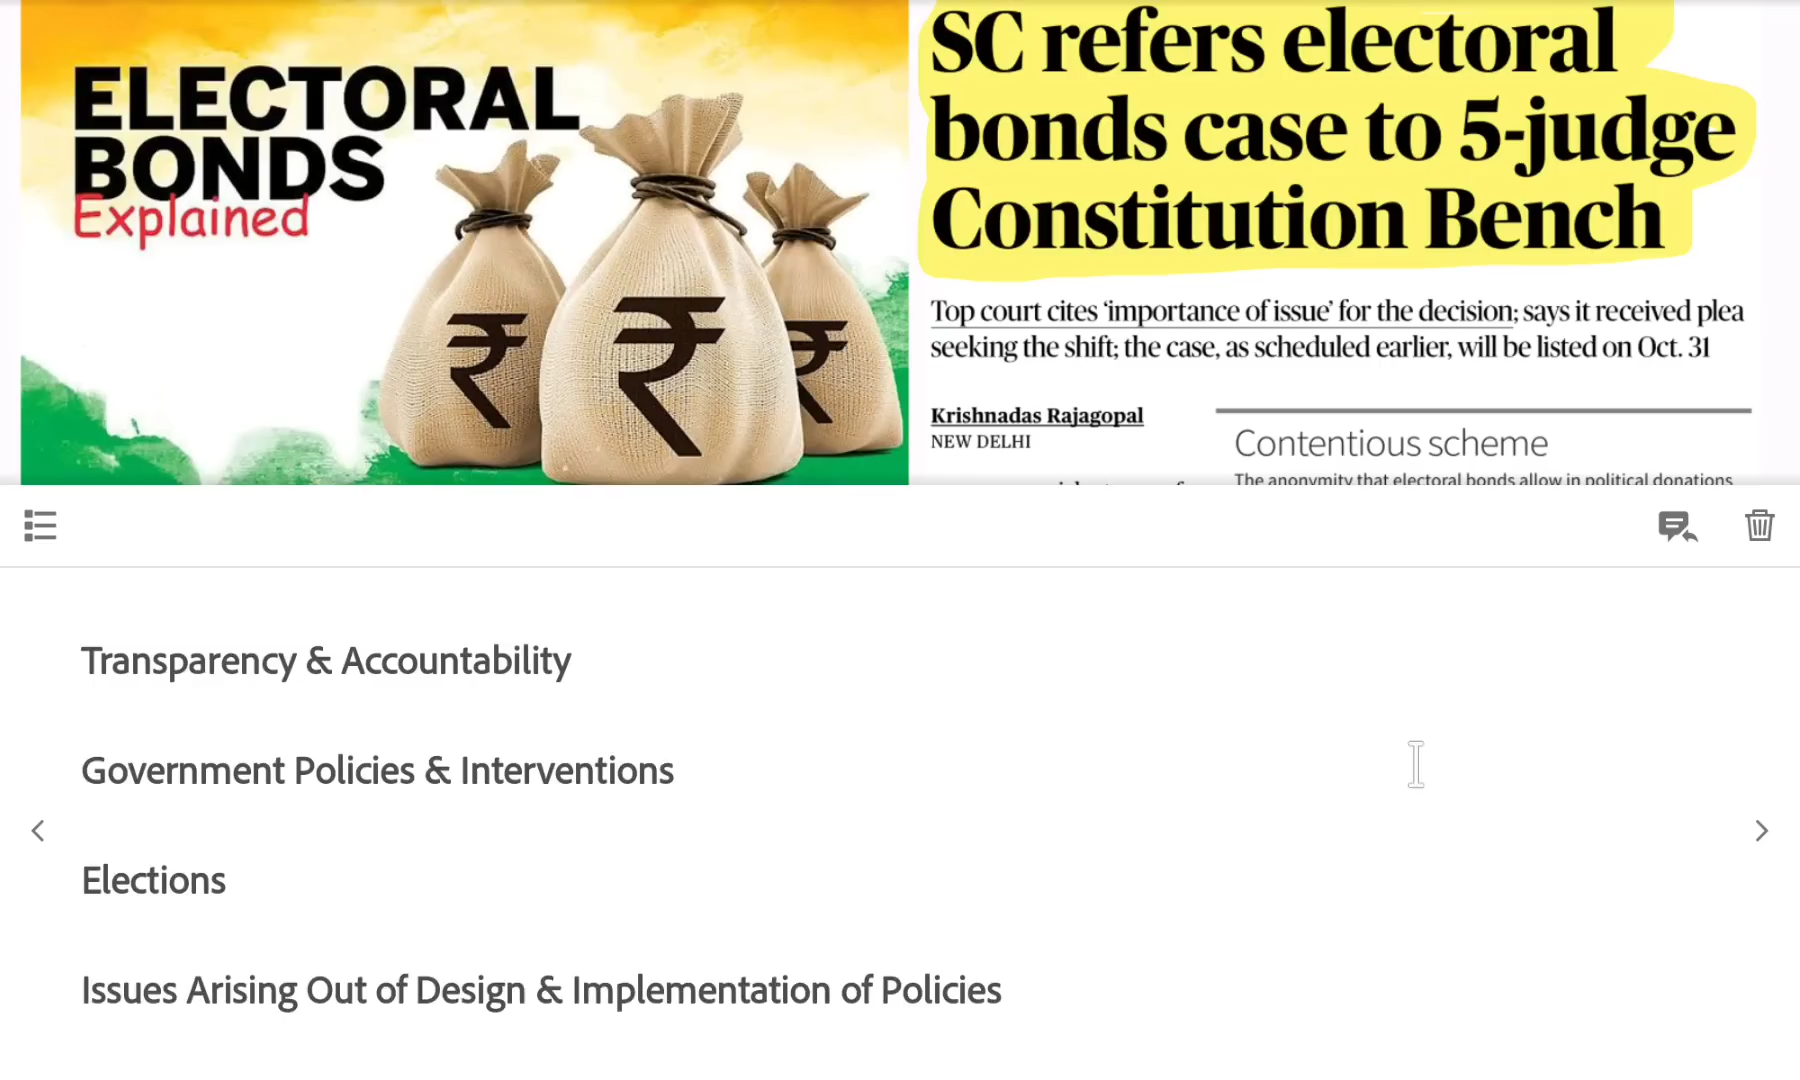 ELECTORAL
BONDS
Explained
₹ ₹ ₹
SC refers electoral
bonds case to 5-judge
Constitution Bench
Top court cites ‘importance of issue’ for the decision; says it received plea
seeking the shift; the case, as scheduled earlier, will be listed on Oct. 31
Krishnadas Rajagopal
NEW DELHI
Contentious scheme
The anonymity that electoral bonds allow in political donations
Transparency & Accountability
Government Policies & Interventions
Elections
Issues Arising Out of Design & Implementation of Policies